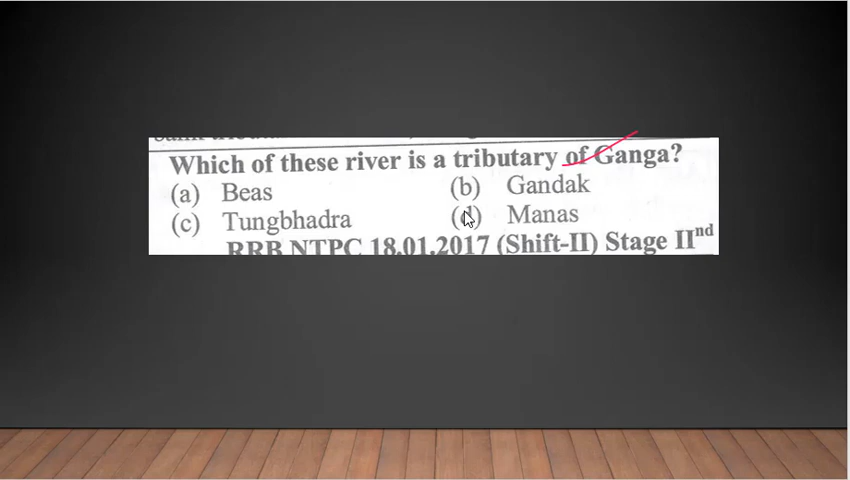 Which of these river is a tributary of Ganga?
(a) Beas (b) Gandak
(c) Tungbhadra (d) Manas
RRB NTPC 18.01.2017 (Shift-II) Stage IInd